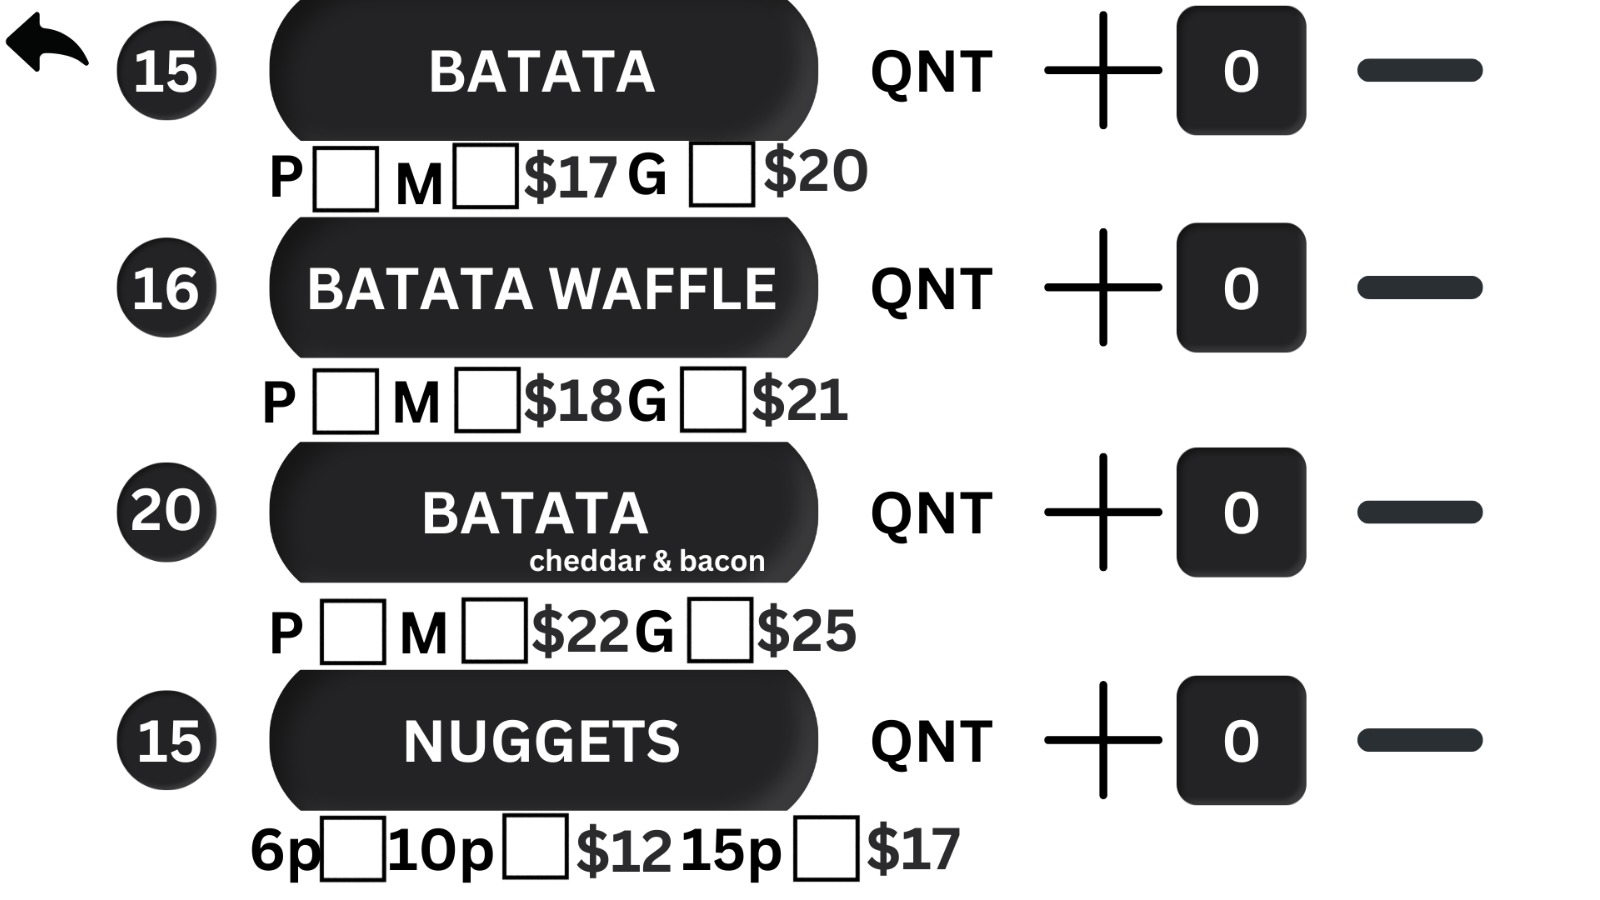 15 BATATA QNT 0
P M $17 G $20
16 BATATA WAFFLE QNT 0
P M $18 G $21
20 BATATA QNT 0
cheddar & bacon
P M $22 G $25
15 NUGGETS QNT 0
6p 10p $12 15p $17